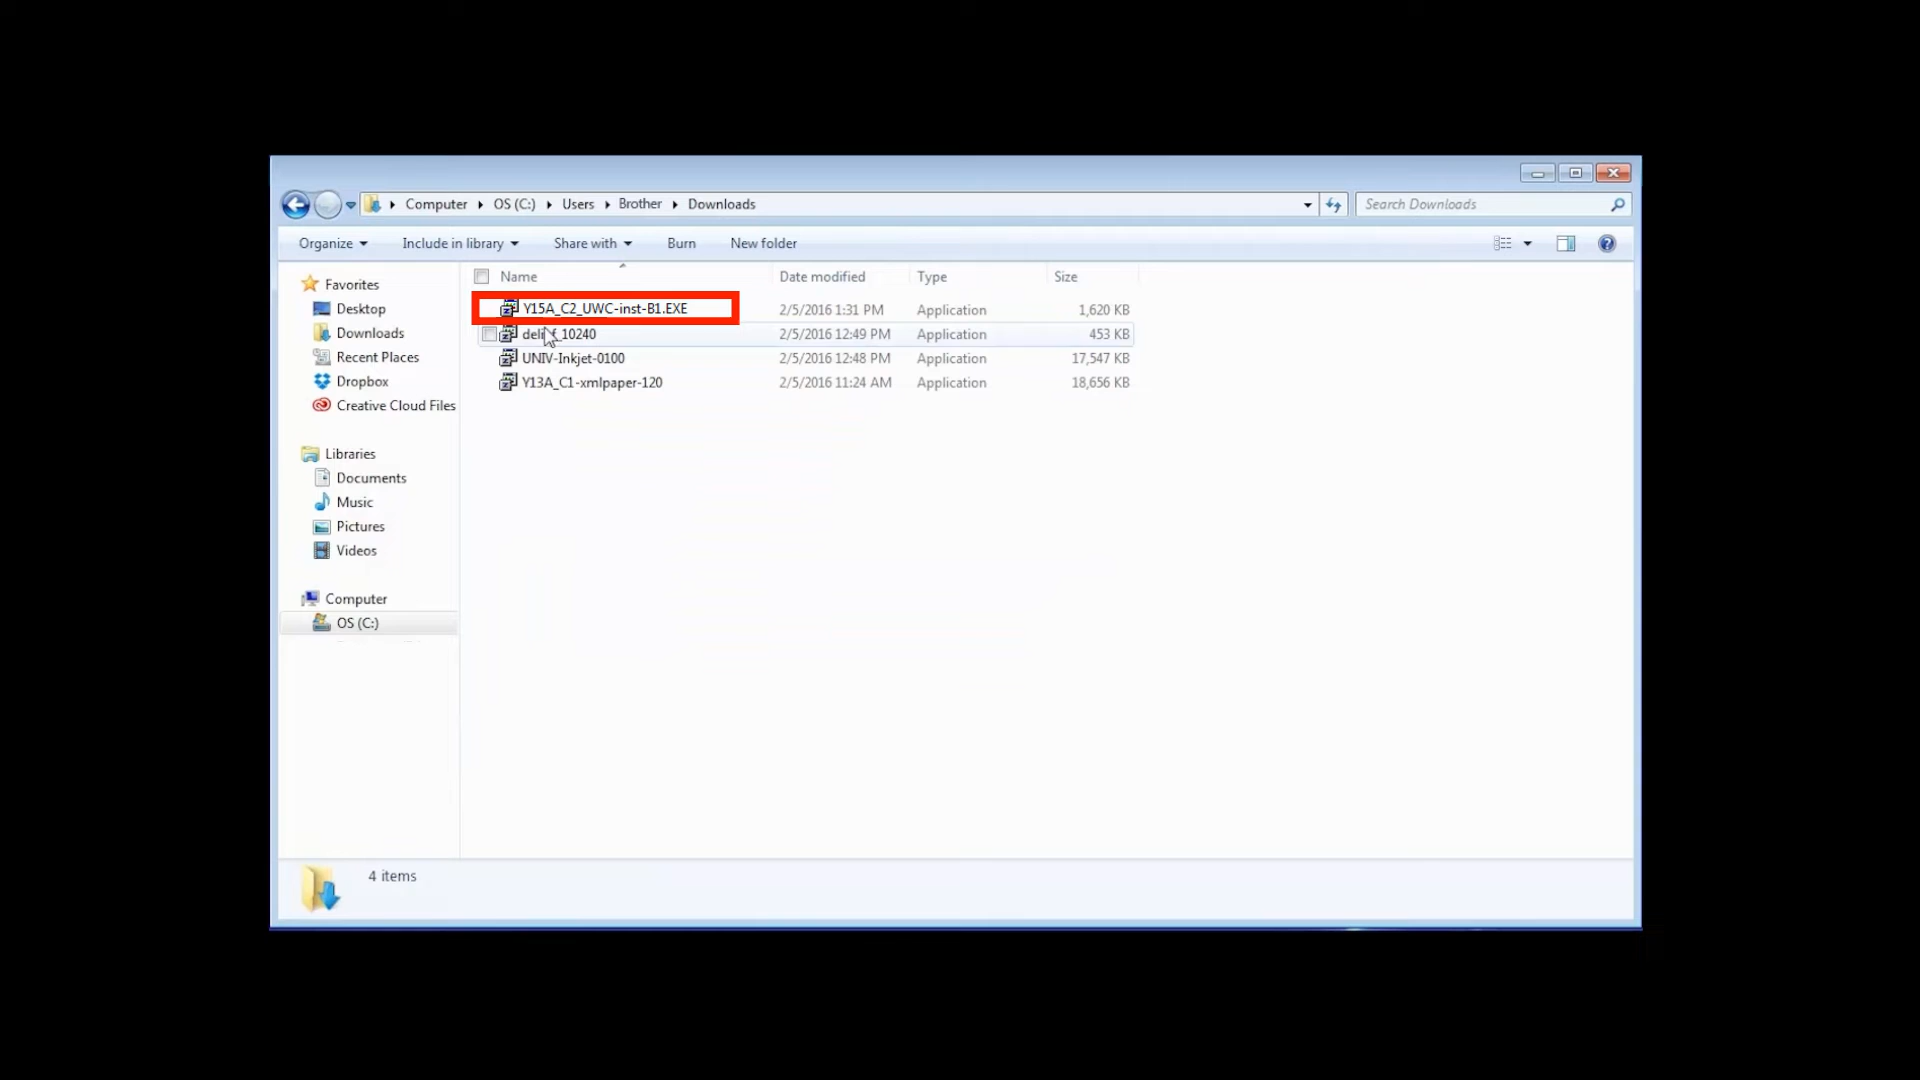 Computer OS (C:) Users Brother Downloads
Search Downloads
Organize Include in library Share with Burn New folder
Name Date modified Type Size
Favorites
Desktop
Downloads
Recent Places
Dropbox
Creative Cloud Files
Libraries
Documents
Music
Pictures
Videos
Computer
OS (C:)
Y15A_C2_UWC-inst-B1.EXE 2/5/2016 1:31 PM Application 1,620 KB
2/5/2016 12:49 PM Application 453 KB
UNIV-Inkjet-0100 2/5/2016 12:48 PM Application 17,547 KB
Y13A_C1-xmlpaper-120 2/5/2016 11:24 AM Application 18,656 KB
4 items